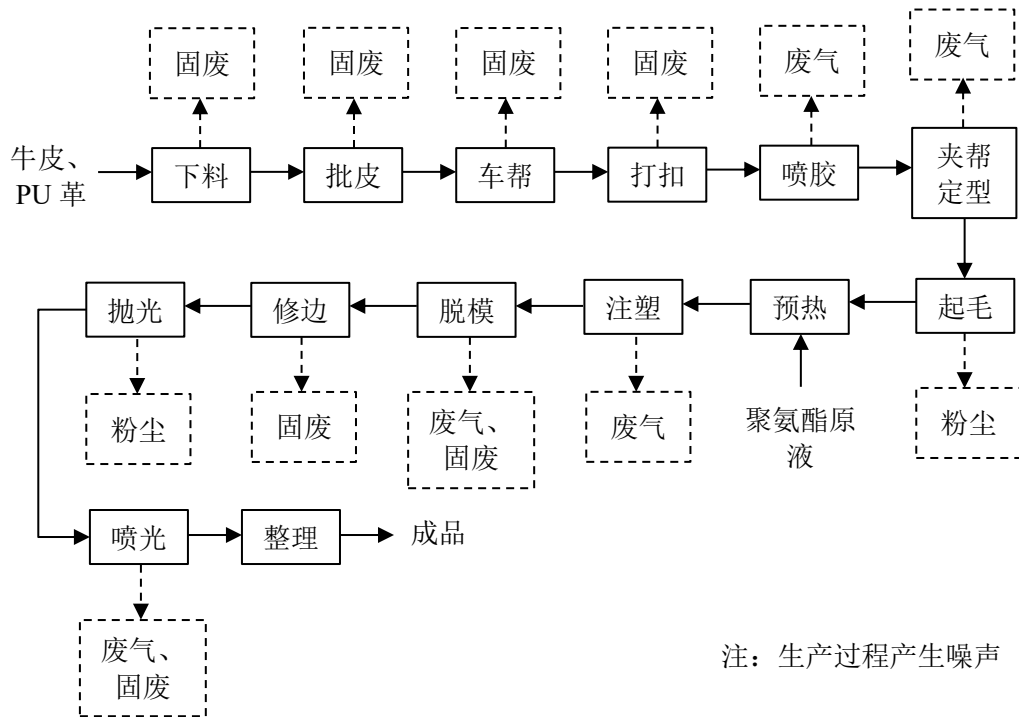 固废
固废
固废
固废
废气
废气
牛皮、
PU 革
下料
批皮
车帮
打扣
喷胶
夹帮
定型
抛光
修边
脱模
注塑
预热
起毛
粉尘
固废
废气、
固废
废气
聚氨酯原
液
粉尘
喷光
整理
成品
废气、
固废
注：生产过程产生噪声